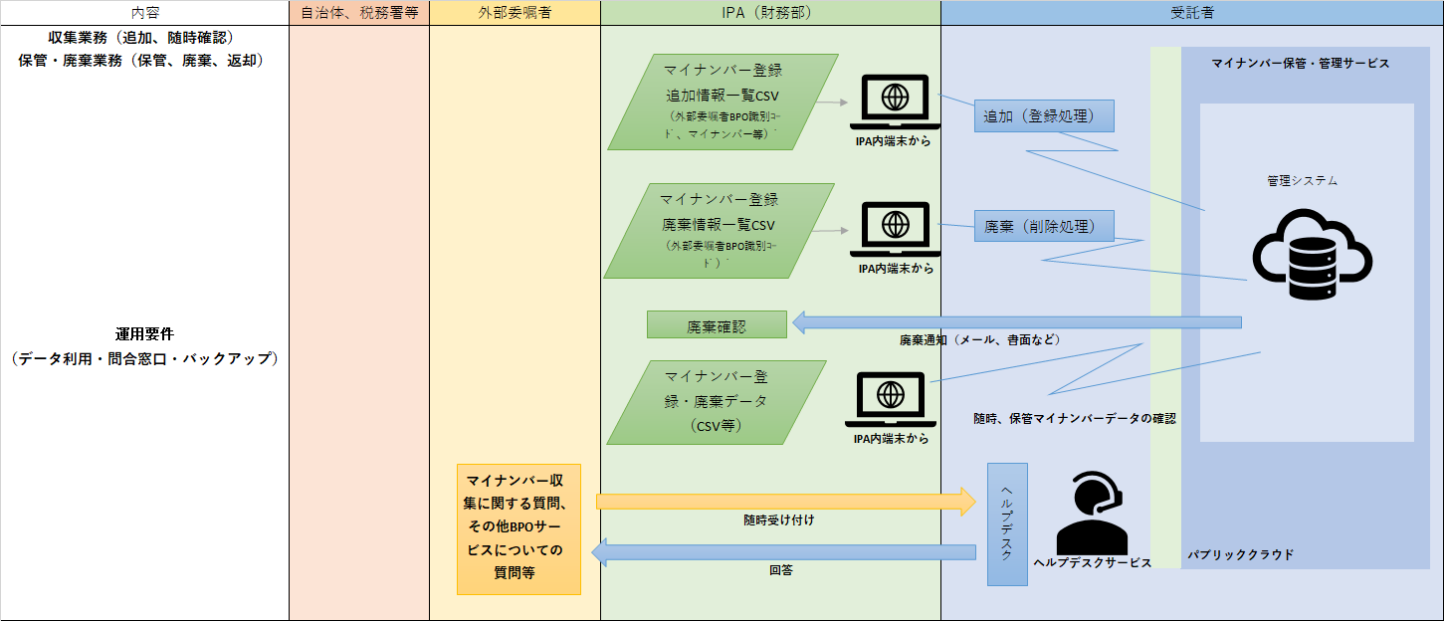 内容
自治体、税務署等
外部委嘱者
IPA（財務部）
受託者
収集業務（追加、随時確認）
保管・廃棄業務（保管、廃棄、返却）
運用要件
（データ利用・問合窓口・バックアップ）
マイナンバー登録
追加情報一覧CSV
（外部委嘱者BPO識別ｺｰ
ﾄﾞ、マイナンバー等）
IPA内端末から
追加（登録処理）
マイナンバー登録
廃棄情報一覧CSV
（外部委嘱者BPO識別ｺｰ
ﾄﾞ）
IPA内端末から
廃棄（削除処理）
マイナンバー保管・管理サービス
管理システム
廃棄確認
廃棄通知（メール、書面など）
マイナンバー登
録・廃棄データ
（CSV等）
IPA内端末から
随時、保管マイナンバーデータの確認
マイナンバー収
集に関する質問、
その他BPOサー
ビスについての
質問等
随時受け付け
回答
ヘルプデスク
ヘルプデスクサービス
パブリッククラウド